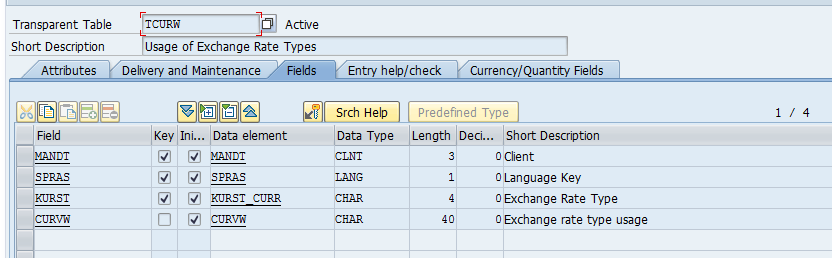 Transparent Table TCURW Active
Short Description Usage of Exchange Rate Types
Attributes Delivery and Maintenance Fields Entry help/check Currency/Quantity Fields
Srch Help Predefined Type 1 / 4
Field Key Ini... Data element Data Type Length Deci... Short Description
MANDT MANDT CLNT 3 0 Client
SPRAS SPRAS LANG 1 0 Language Key
KURST KURST_CURR CHAR 4 0 Exchange Rate Type
CURVW CURVW CHAR 40 0 Exchange rate type usage